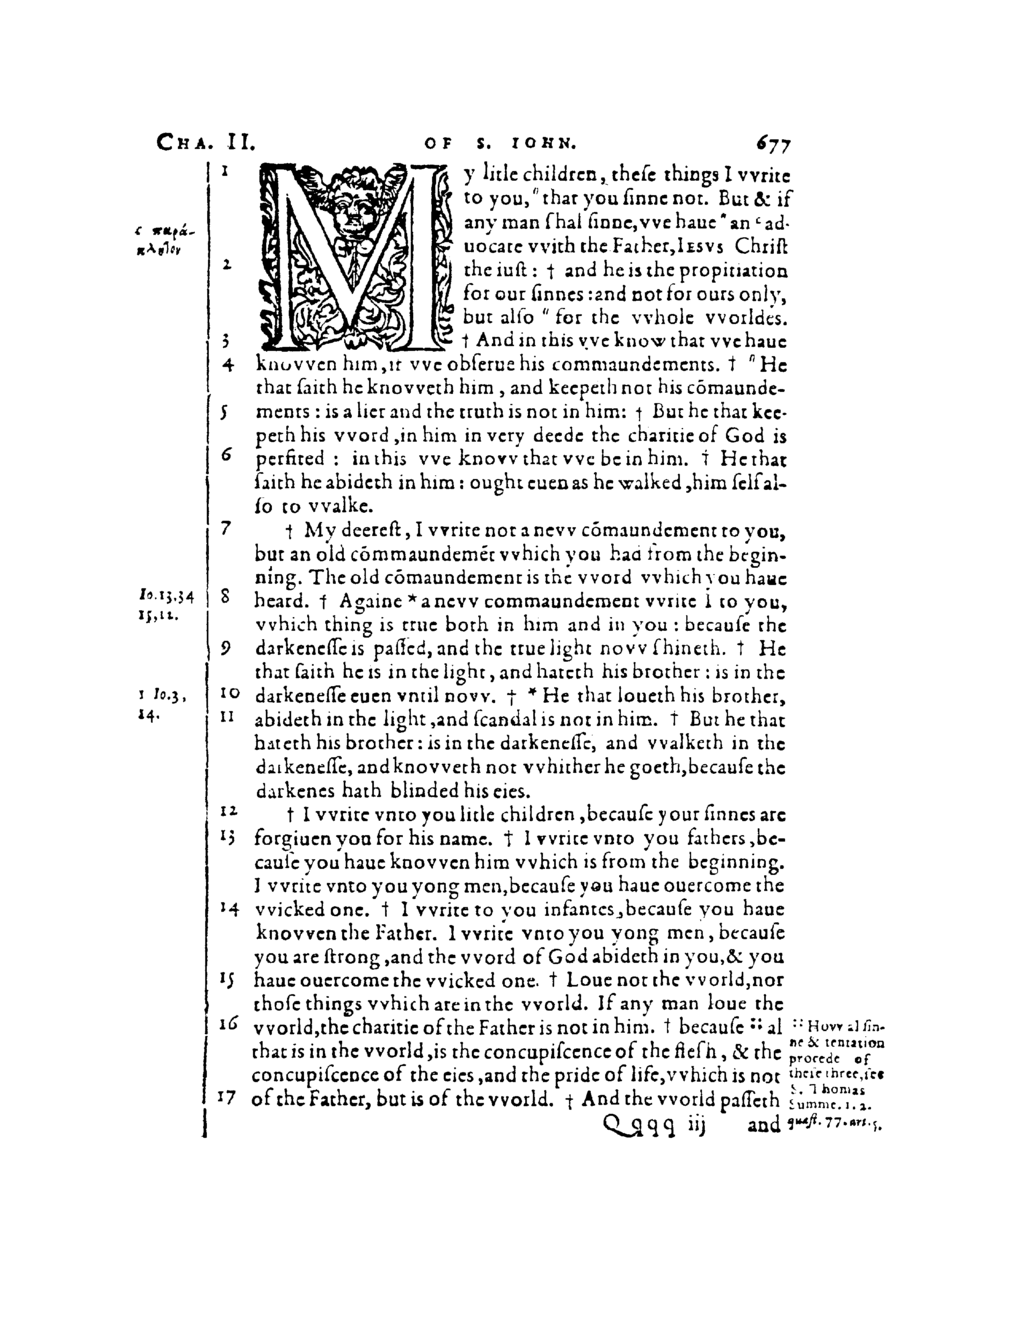 CHA. II. OF S. IOHN. 677
1 My litle children, theſe things I vvrite
to you, " that you ſinne not. But & if
any man ſhal ſinne, vve haue " an ᶜ ad-
c παρά-
κλητον
uocate vvith the Father, IESVS Chriſt
2 the iuſt: † and he is the propitiation
for our ſinnes: and not for ours only,
but alſo " for the vvhole vvorldes.
3 † And in this vve know that vve haue
4 knovven him, if vve obſerue his commaundements. † " He
that ſaith he knovveth him, and keepeth not his cōmaunde-
5 ments: is a lier and the truth is not in him: † But he that kee-
peth his vvord, in him in very deede the charitie of God is
6 perfited: in this vve knovv that vve be in him. † He that
ſaith he abideth in him: ought euen as he walked, him ſelf al-
ſo to vvalke.
7 † My deereſt, I vvrite not a nevv cōmaundement to you,
but an old cōmmaundemēt vvhich you had from the begin-
ning. The old cōmaundement is the vvord vvhich you haue
Io. 13, 34
15, 12.
8 heard. † Againe * a nevv commaundement vvrite I to you,
vvhich thing is true both in him and in you: becauſe the
9 darkeneſſe is paſſed, and the true light novv ſhineth. † He
that ſaith he is in the light, and hateth his brother: is in the
1 Io. 3,
14.
10 darkeneſſe euen vntil novv. † * He that loueth his brother,
11 abideth in the light, and ſcandal is not in him. † But he that
hateth his brother: is in the darkeneſſe, and vvalketh in the
darkeneſſe, and knovveth not vvhither he goeth, becauſe the
darkenes hath blinded his eies.
12 † I vvrite vnto you litle children, becauſe your ſinnes are
13 forgiuen you for his name. † I vvrite vnto you fathers, be-
cauſe you haue knovven him vvhich is from the beginning.
I vvrite vnto you yong men, becauſe you haue ouercome the
14 vvicked one. † I vvrite to you infantes, becauſe you haue
knovven the Father. I vvrite vnto you yong men, becauſe
you are ſtrong, and the vvord of God abideth in you, & you
15 haue ouercome the vvicked one. † Loue not the vvorld, nor
thoſe things vvhich are in the vvorld. If any man loue the
16 vvorld, the charitie of the Father is not in him. † becauſe :: al
that is in the vvorld, is the concupiſcence of the fleſh, & the
concupiſcence of the eies, and the pride of life, vvhich is not
17 of the Father, but is of the vvorld. † And the vvorld paſſeth
:: Hovv al ſin-
ne & tentation
procede of
theſe three, ſee
S. Thomas
Summe. 1. 2.
quæſt. 77. art. 5.
Qqqq iij and